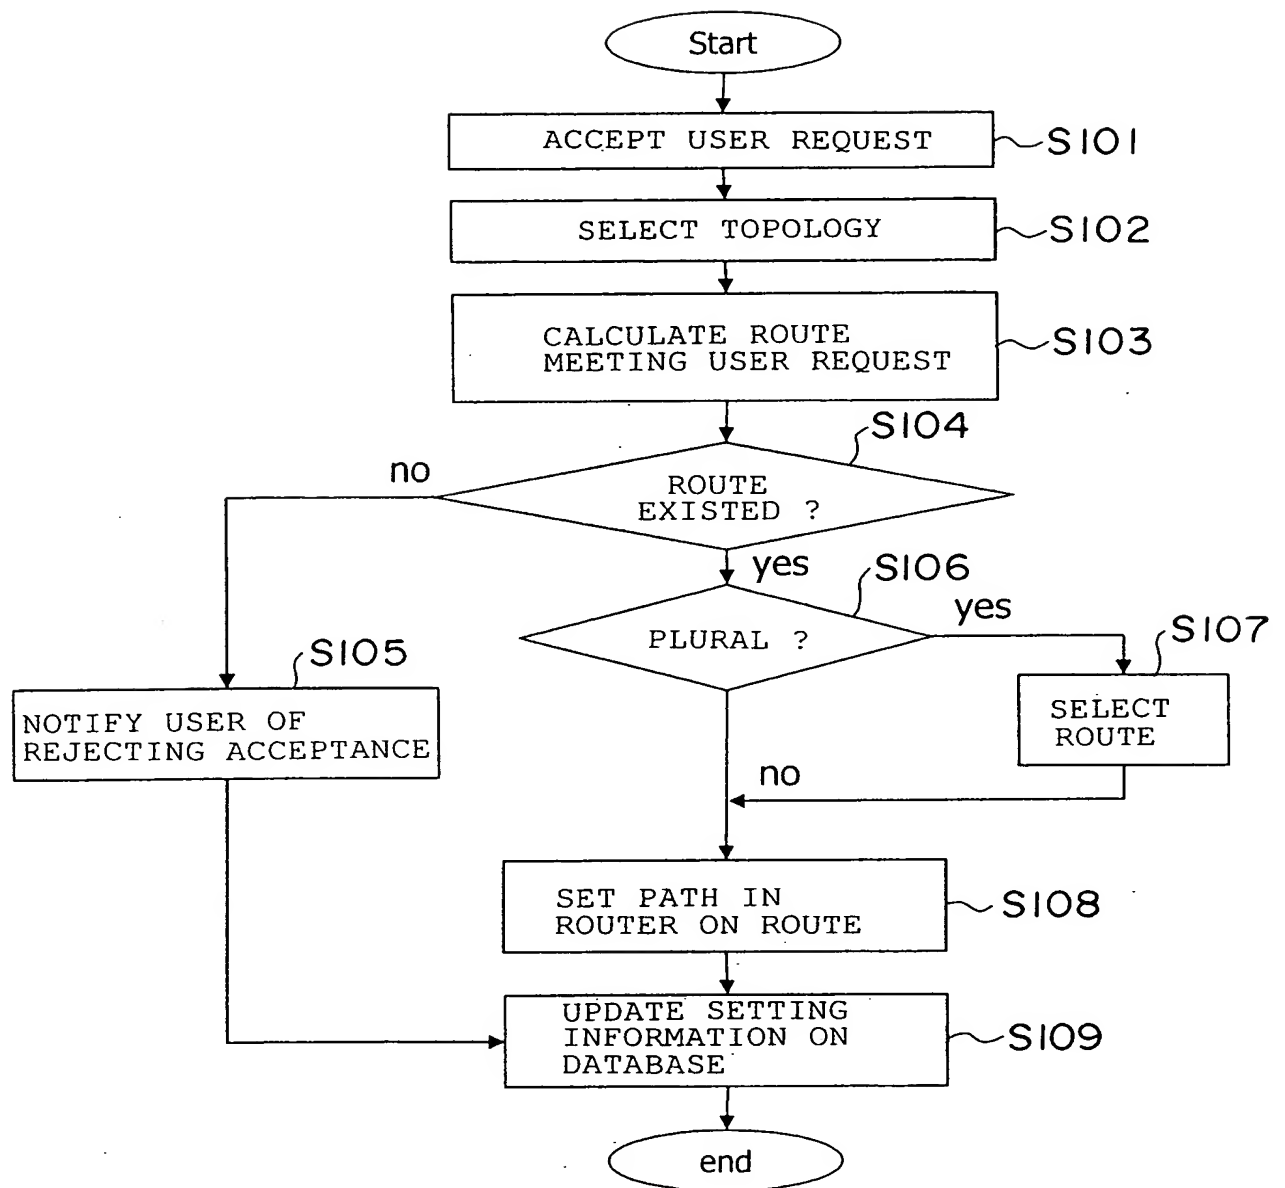 Start
ACCEPT USER REQUEST
S101
SELECT TOPOLOGY
S102
CALCULATE ROUTE
MEETING USER REQUEST
S103
S104
no
ROUTE
EXISTED ?
yes
S106
yes
PLURAL ?
S107
S105
SELECT
ROUTE
NOTIFY USER OF
REJECTING ACCEPTANCE
no
SET PATH IN
ROUTER ON ROUTE
S108
UPDATE SETTING
INFORMATION ON
DATABASE
S109
end